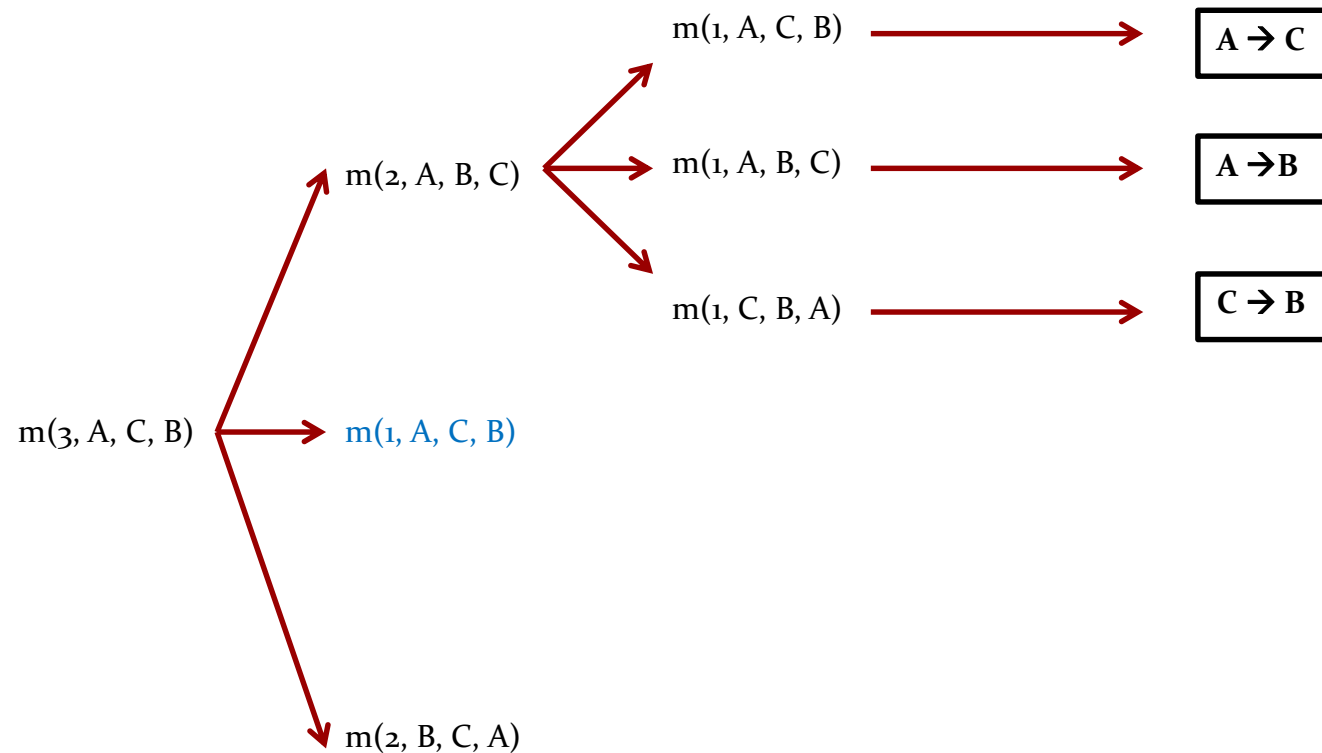 m(1, A, C, B)
A → C
m(2, A, B, C)
m(1, A, B, C)
A →B
m(1, C, B, A)
C → B
m(3, A, C, B)
m(1, A, C, B)
m(2, B, C, A)